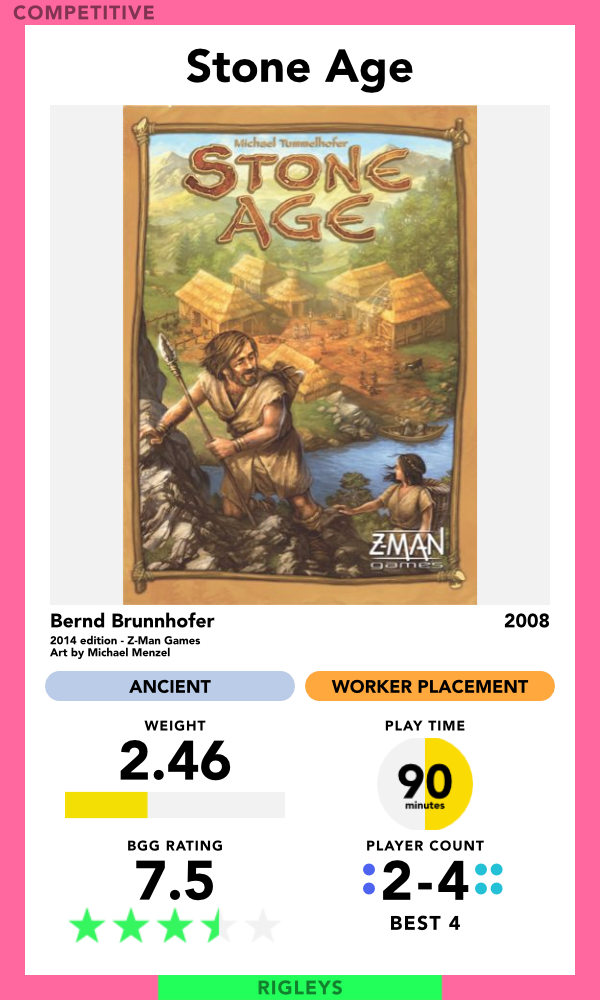 COMPETITIVE
Stone Age
Michael Tummelhofer
STONE
AGE
Z-MAN
games
Bernd Brunnhofer 2008
2014 edition - Z-Man Games
Art by Michael Menzel
ANCIENT WORKER PLACEMENT
WEIGHT PLAY TIME
2.46 90
minutes
BGG RATING PLAYER COUNT
7.5 2-4
BEST 4
RIGLEYS